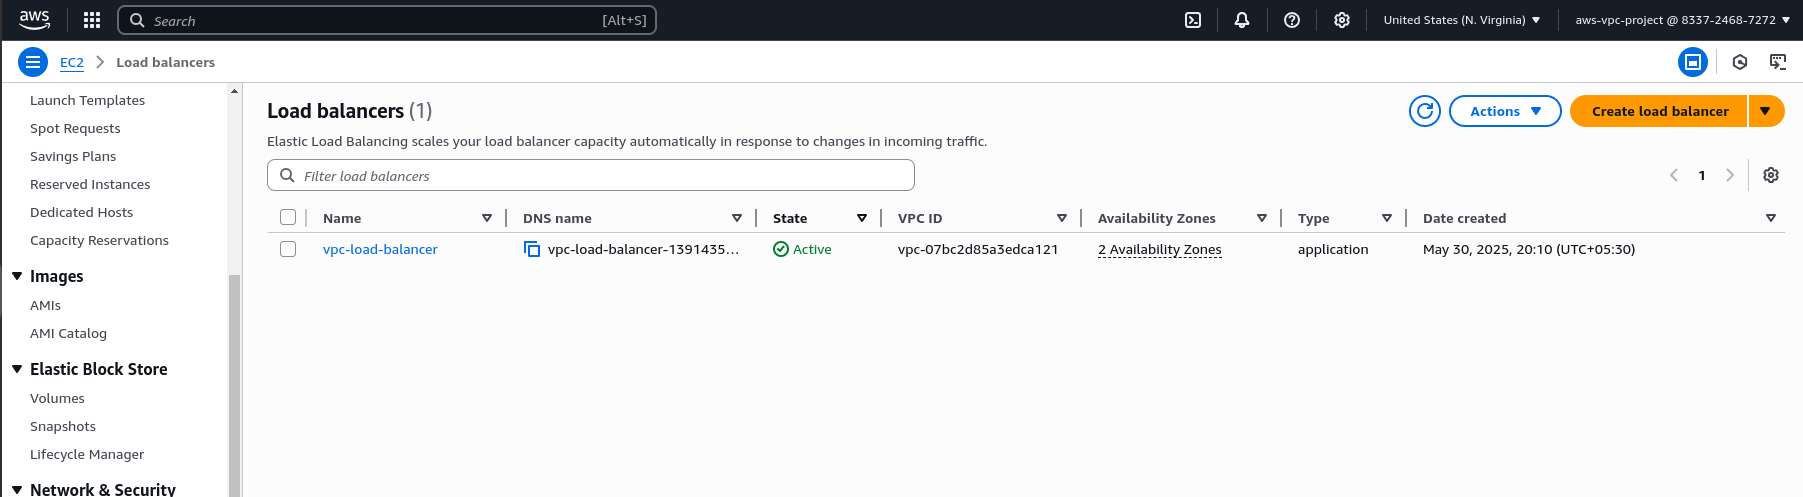 aws
Search [Alt+S]
United States (N. Virginia)
aws-vpc-project @ 8337-2468-7272
EC2
Load balancers
Launch Templates
Spot Requests
Savings Plans
Reserved Instances
Dedicated Hosts
Capacity Reservations
Images
AMIs
AMI Catalog
Elastic Block Store
Volumes
Snapshots
Lifecycle Manager
Network & Security
Load balancers (1)
Actions
Create load balancer
Elastic Load Balancing scales your load balancer capacity automatically in response to changes in incoming traffic.
Filter load balancers
1
Name DNS name State VPC ID Availability Zones Type Date created
vpc-load-balancer vpc-load-balancer-1391435... Active vpc-07bc2d85a3edca121 2 Availability Zones application May 30, 2025, 20:10 (UTC+05:30)